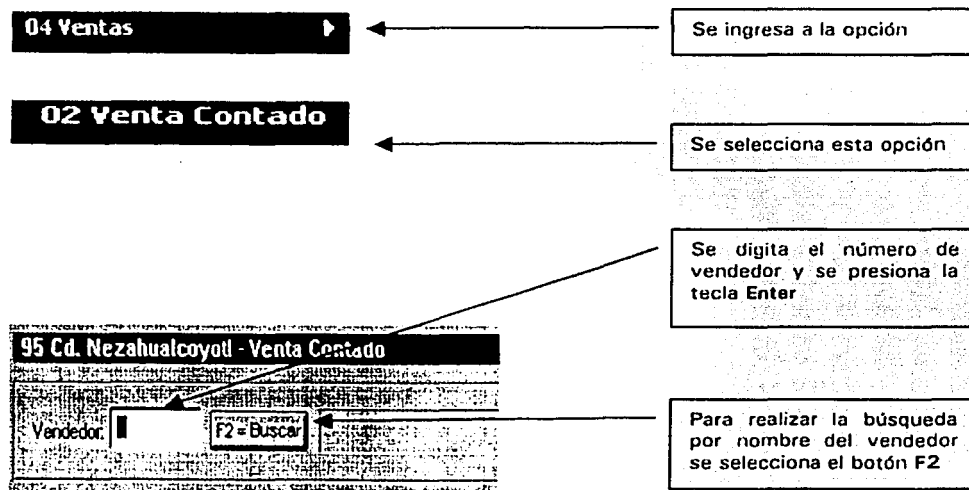 04 Ventas
Se ingresa a la opción
02 Venta Contado
Se selecciona esta opción
Se digita el número de
vendedor y se presiona la
tecla Enter
95 Cd. Nezahualcoyotl - Venta Contado
Vendedor:
F2 = Buscar
Para realizar la búsqueda
por nombre del vendedor
se selecciona el botón F2